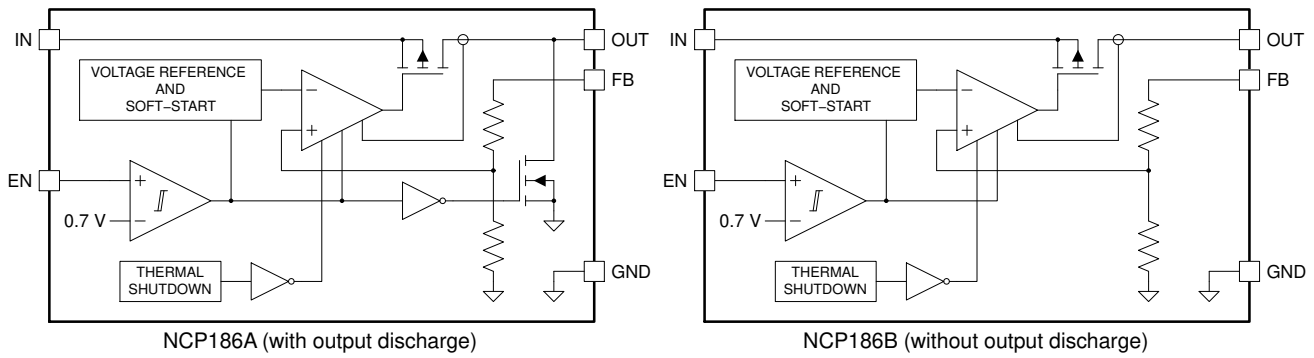 IN
OUT
VOLTAGE REFERENCE
AND
SOFT−START
−
+
FB
EN
+
0.7 V
−
THERMAL
SHUTDOWN
GND
NCP186A (with output discharge)
IN
OUT
VOLTAGE REFERENCE
AND
SOFT−START
−
+
FB
EN
+
0.7 V
−
THERMAL
SHUTDOWN
GND
NCP186B (without output discharge)